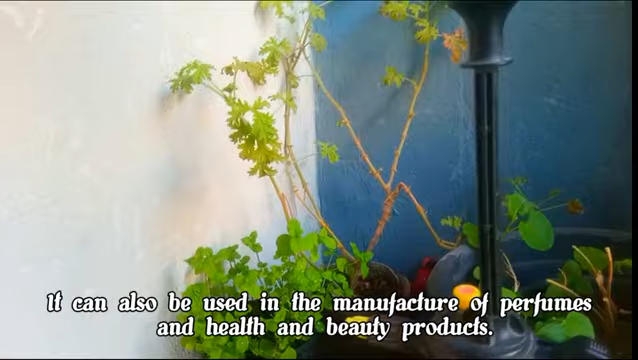 It can also be used in the manufacture of perfumes
and health and beauty products.